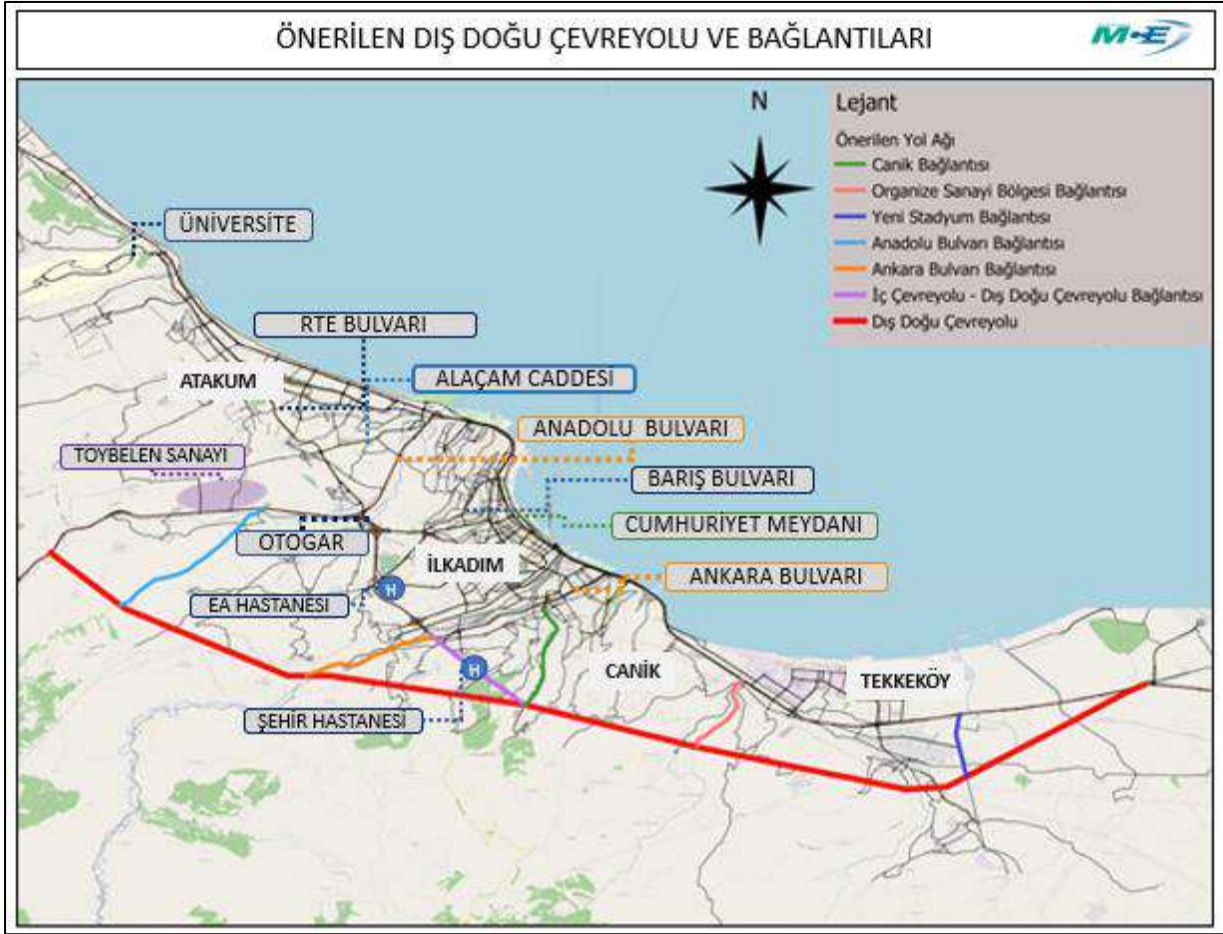 ÖNERİLEN DIŞ DOĞU ÇEVREYOLU VE BAĞLANTILARI
M-E
N
Lejant
Önerilen Yol Ağı
Canik Bağlantısı
Organize Sanayi Bölgesi Bağlantısı
Yeni Stadyum Bağlantısı
Anadolu Bulvarı Bağlantısı
Ankara Bulvarı Bağlantısı
İç Çevreyolu - Dış Doğu Çevreyolu Bağlantısı
Dış Doğu Çevreyolu
ÜNİVERSİTE
RTE BULVARI
ATAKUM
ALAÇAM CADDESİ
ANADOLU BULVARI
TOYBELEN SANAYİ
BARIŞ BULVARI
CUMHURİYET MEYDANI
OTOGAR
İLKADIM
ANKARA BULVARI
H
EA HASTANESİ
H
CANİK
TEKKEKÖY
ŞEHİR HASTANESİ